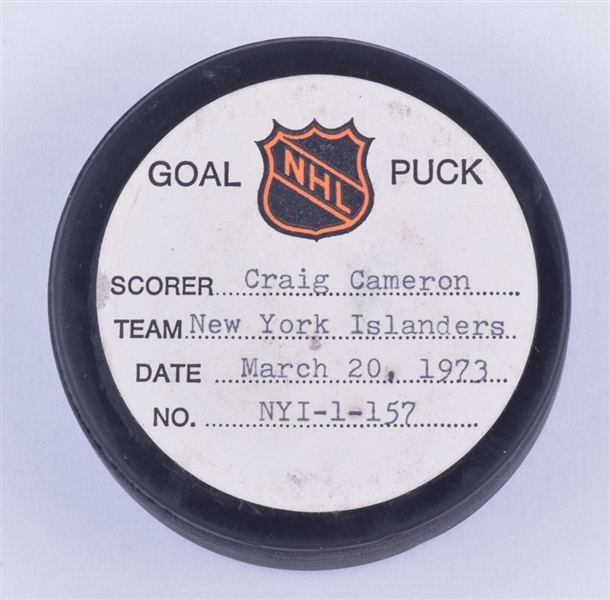 GOAL NHL PUCK
SCORER Craig Cameron
TEAM New York Islanders
DATE March 20, 1973
NO. NYI-1-157